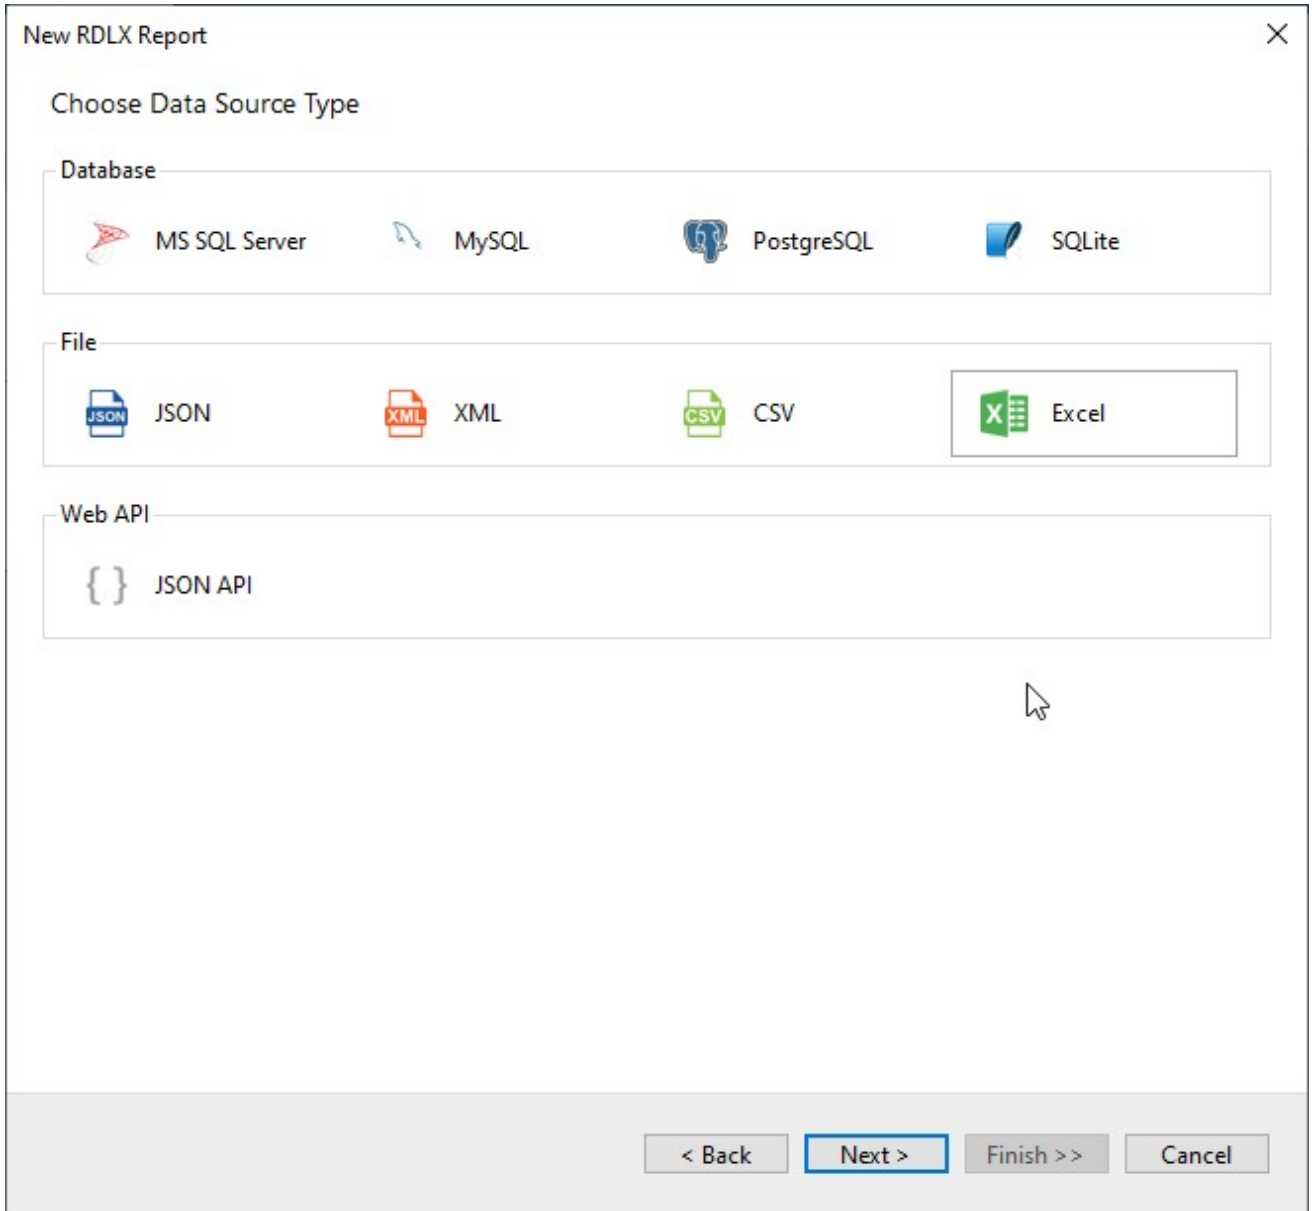 New RDLX Report
Choose Data Source Type
Database
MS SQL Server MySQL PostgreSQL SQLite
File
JSON JSON XML XML CSV CSV X Excel
Web API
{ } JSON API
< Back Next > Finish >> Cancel